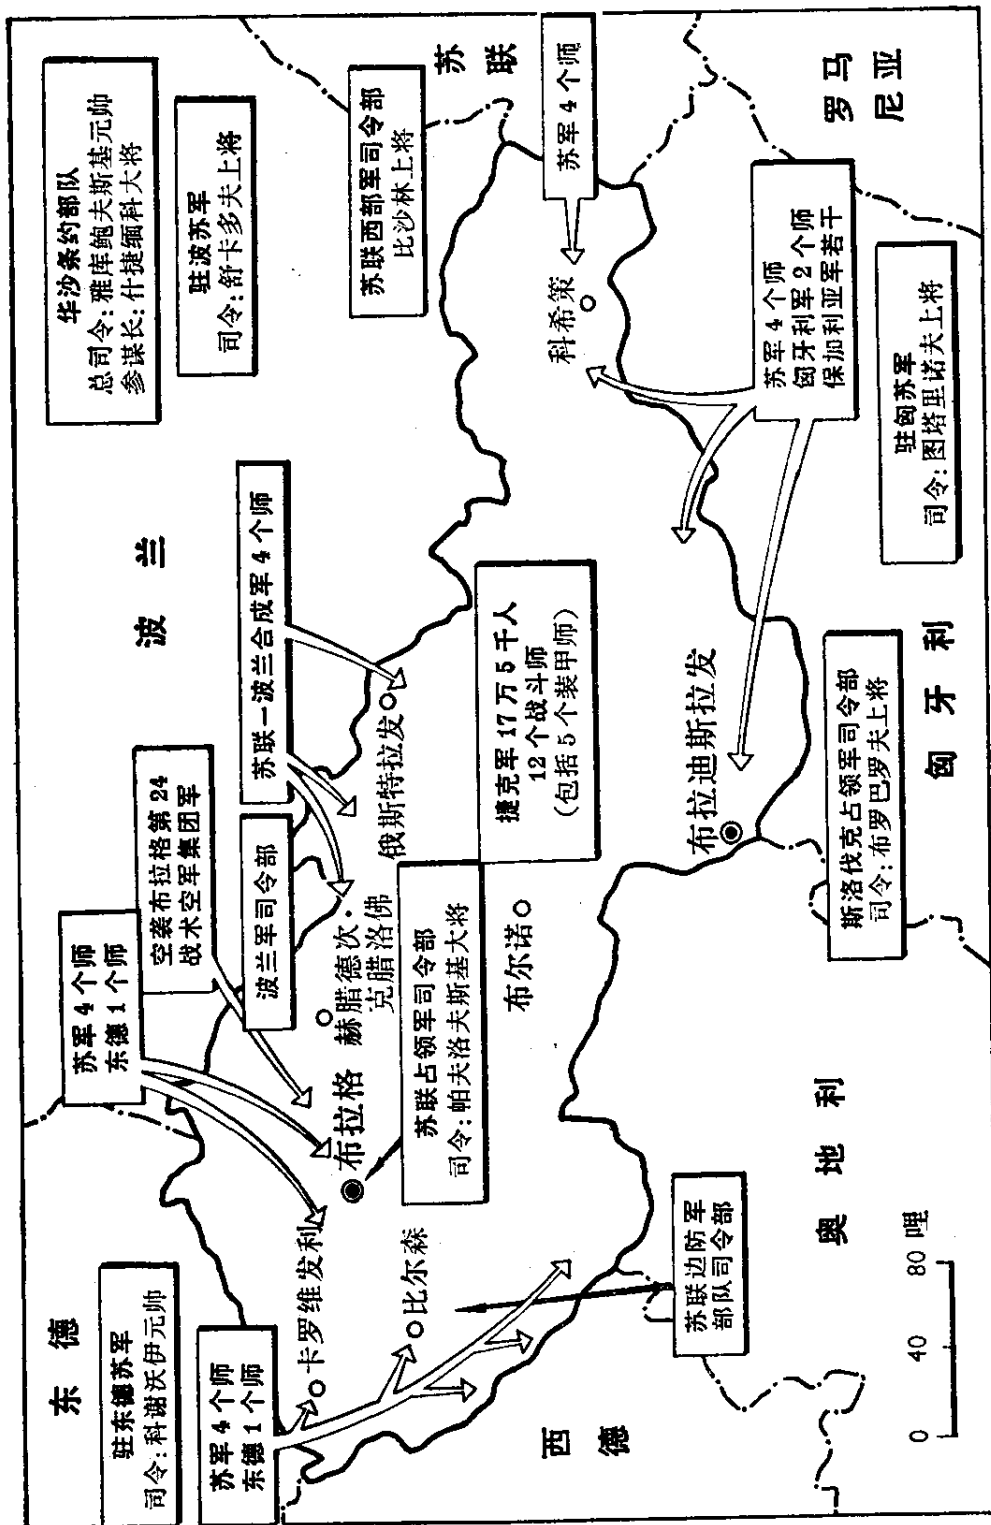 东 德
驻东德苏军
司令：科谢沃伊元帅
苏军4个师
东德1个师
苏军4个师
东德1个师
空袭布拉格第24
战术空军集团军
波兰军司令部
波 兰
苏联—波兰合成军4个师
华沙条约部队
总司令：雅库鲍夫斯基元帅
参谋长：什捷缅科大将
驻波苏军
司令：舒卡多夫上将
苏联西部军司令部
比沙林上将
苏 联
苏军4个师
罗 马
尼 亚
卡罗维发利
比尔森
布拉格
赫腊德次·
克腊洛佛
俄斯特拉发
苏联占领军司令部
司令：帕夫洛夫斯基大将
捷克军17万5千人
12个战斗师
（包括5个装甲师）
布尔诺
布拉迪斯拉发
科希策
苏军4个师
匈牙利军2个师
保加利亚军若干
驻匈苏军
司令：图塔里诺夫上将
斯洛伐克占领军司令部
司令：布罗巴罗夫上将
匈 牙 利
西 德
苏联边防军
部队司令部
奥 地 利
0 40 80 哩